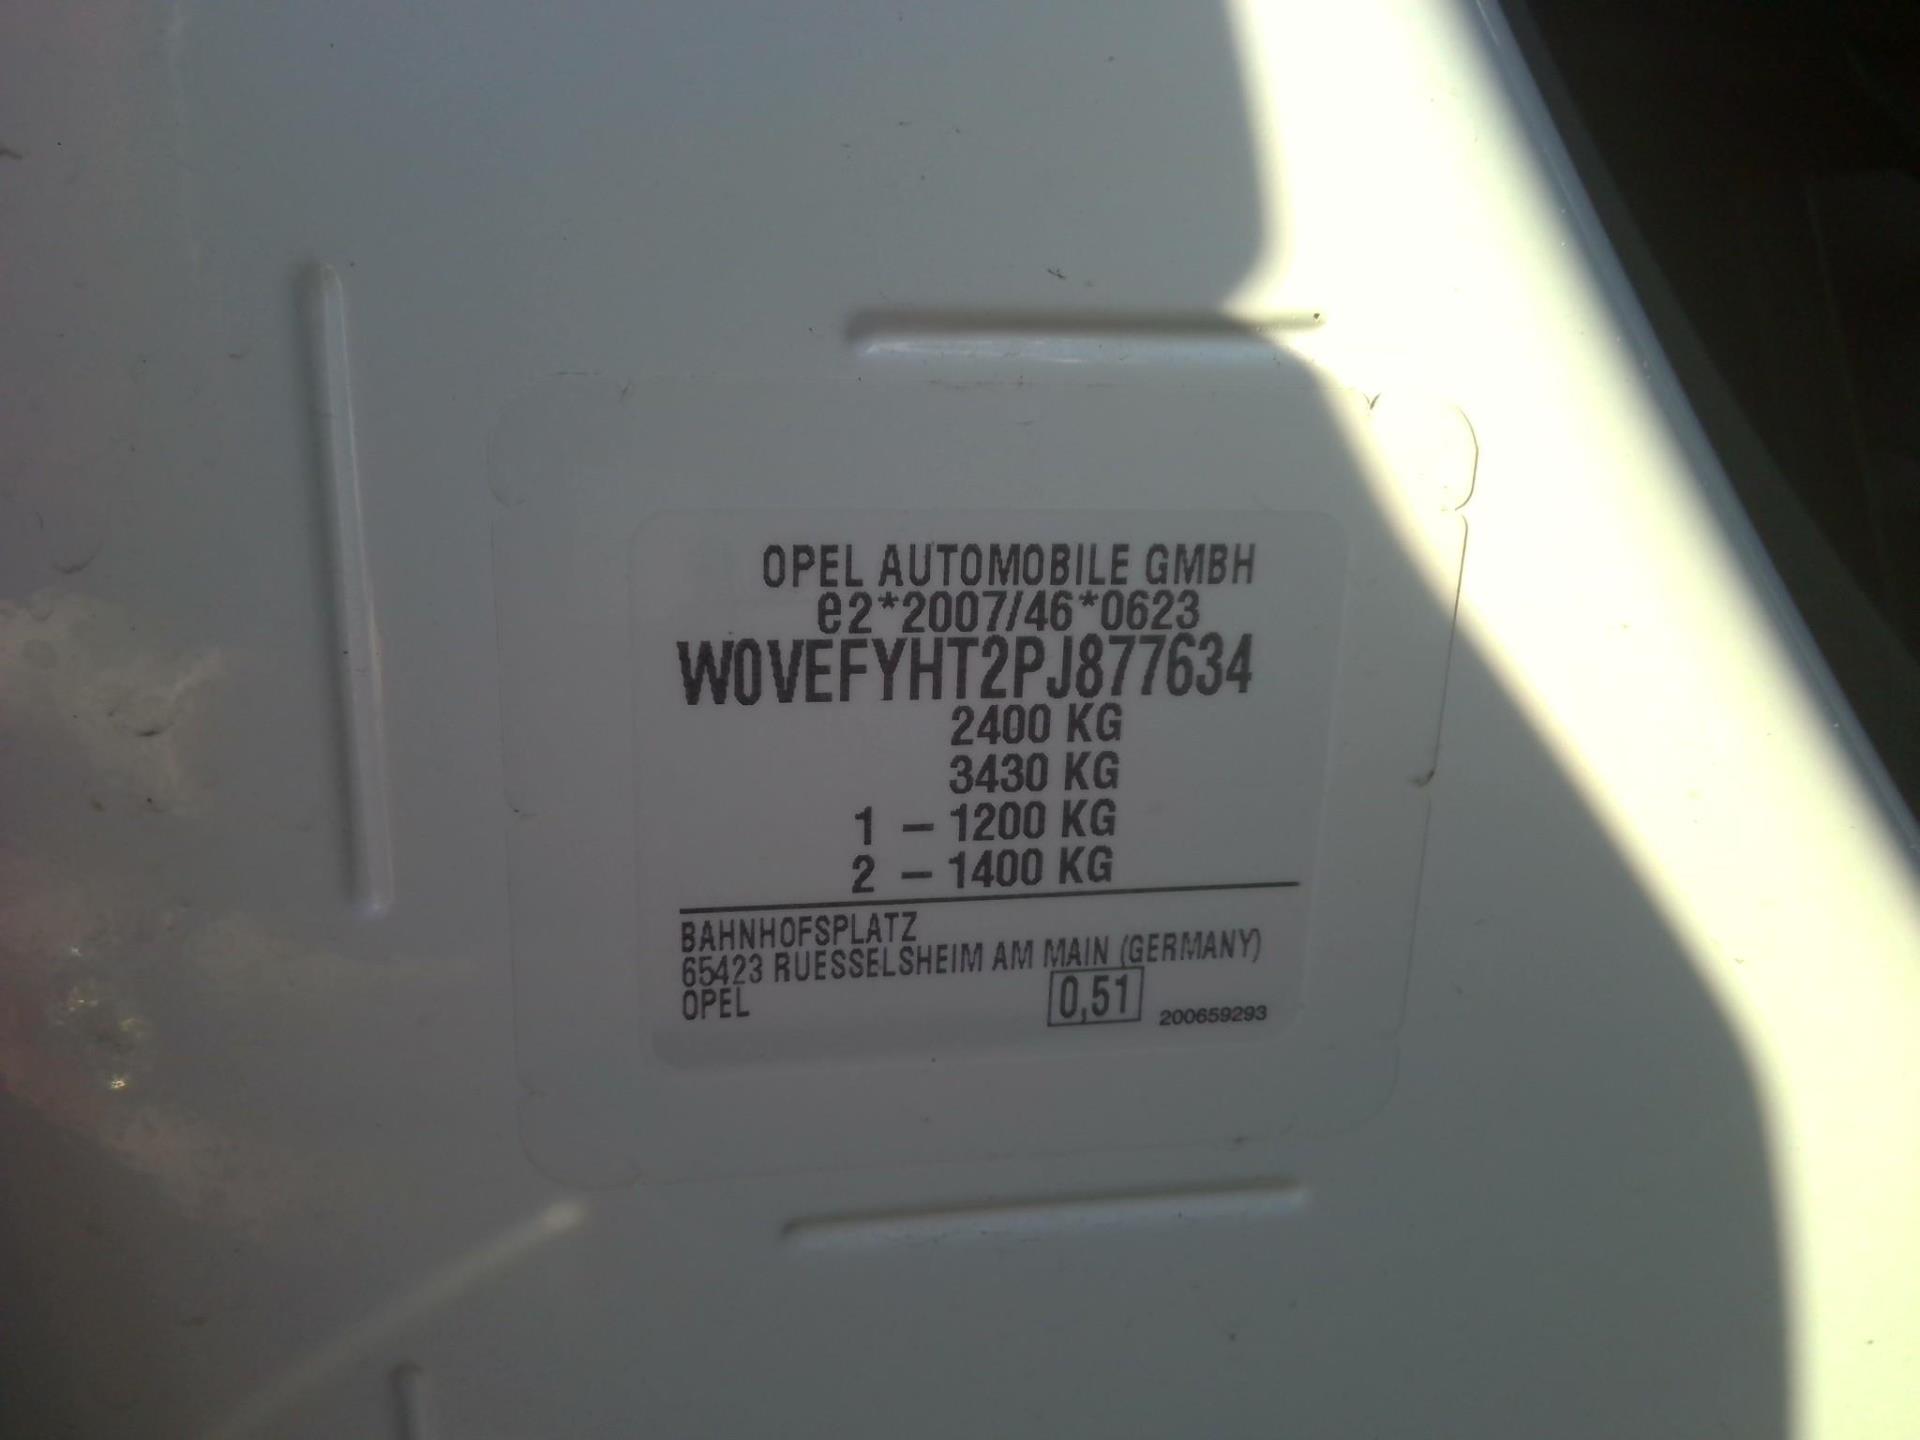 OPEL AUTOMOBILE GMBH
e2*2007/46*0623
W0VEFYHT2PJ877634
2400 KG
3430 KG
1 – 1200 KG
2 – 1400 KG
BAHNHOFSPLATZ
65423 RUESSELSHEIM AM MAIN (GERMANY)
OPEL 0,51 200659293